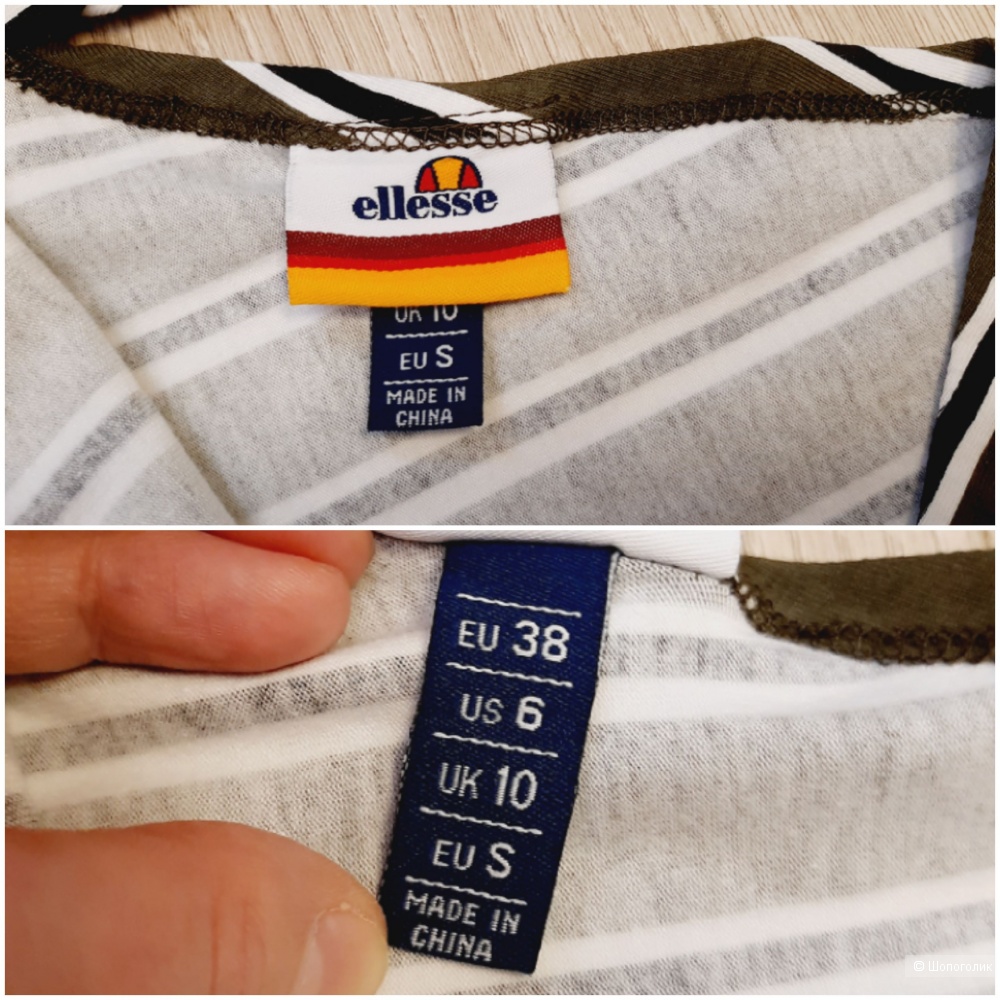 ellesse
UK 10
EU S
MADE IN
CHINA
EU 38
US 6
UK 10
EU S
MADE IN
CHINA
© Шопоголик